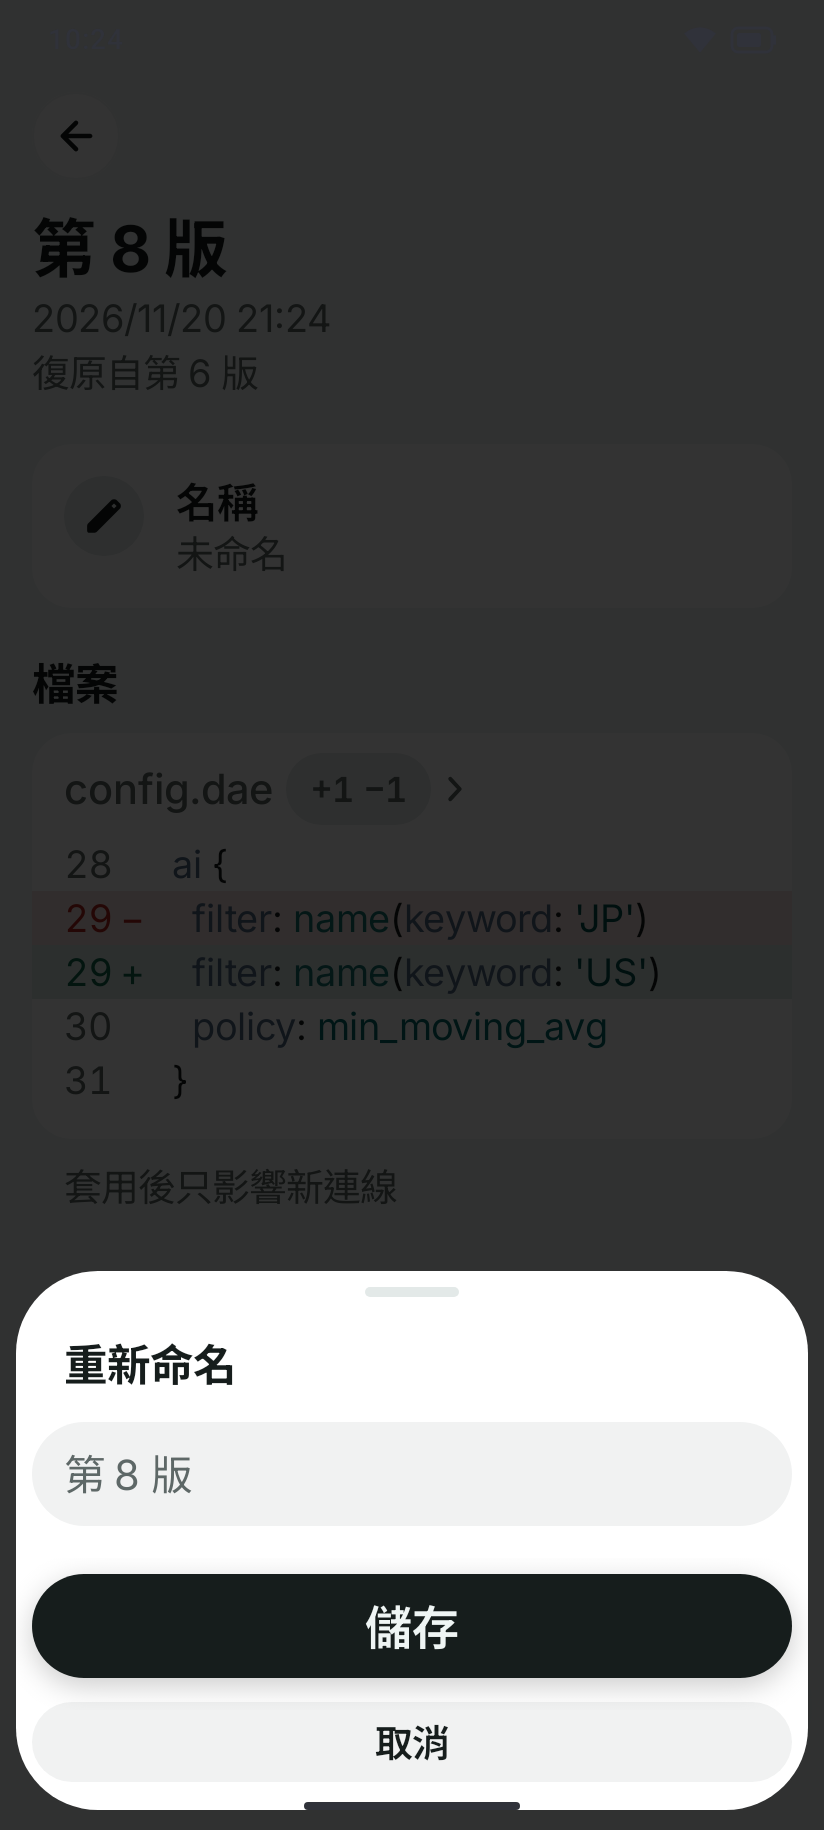 第 8 版
2026/11/20 21:24
復原自第 6 版
名稱
未命名
檔案
config.dae +1 −1
28 ai {
29 − filter: name(keyword: 'JP')
29 + filter: name(keyword: 'US')
30 policy: min_moving_avg
31 }
套用後只影響新連線
重新命名
第 8 版
儲存
取消